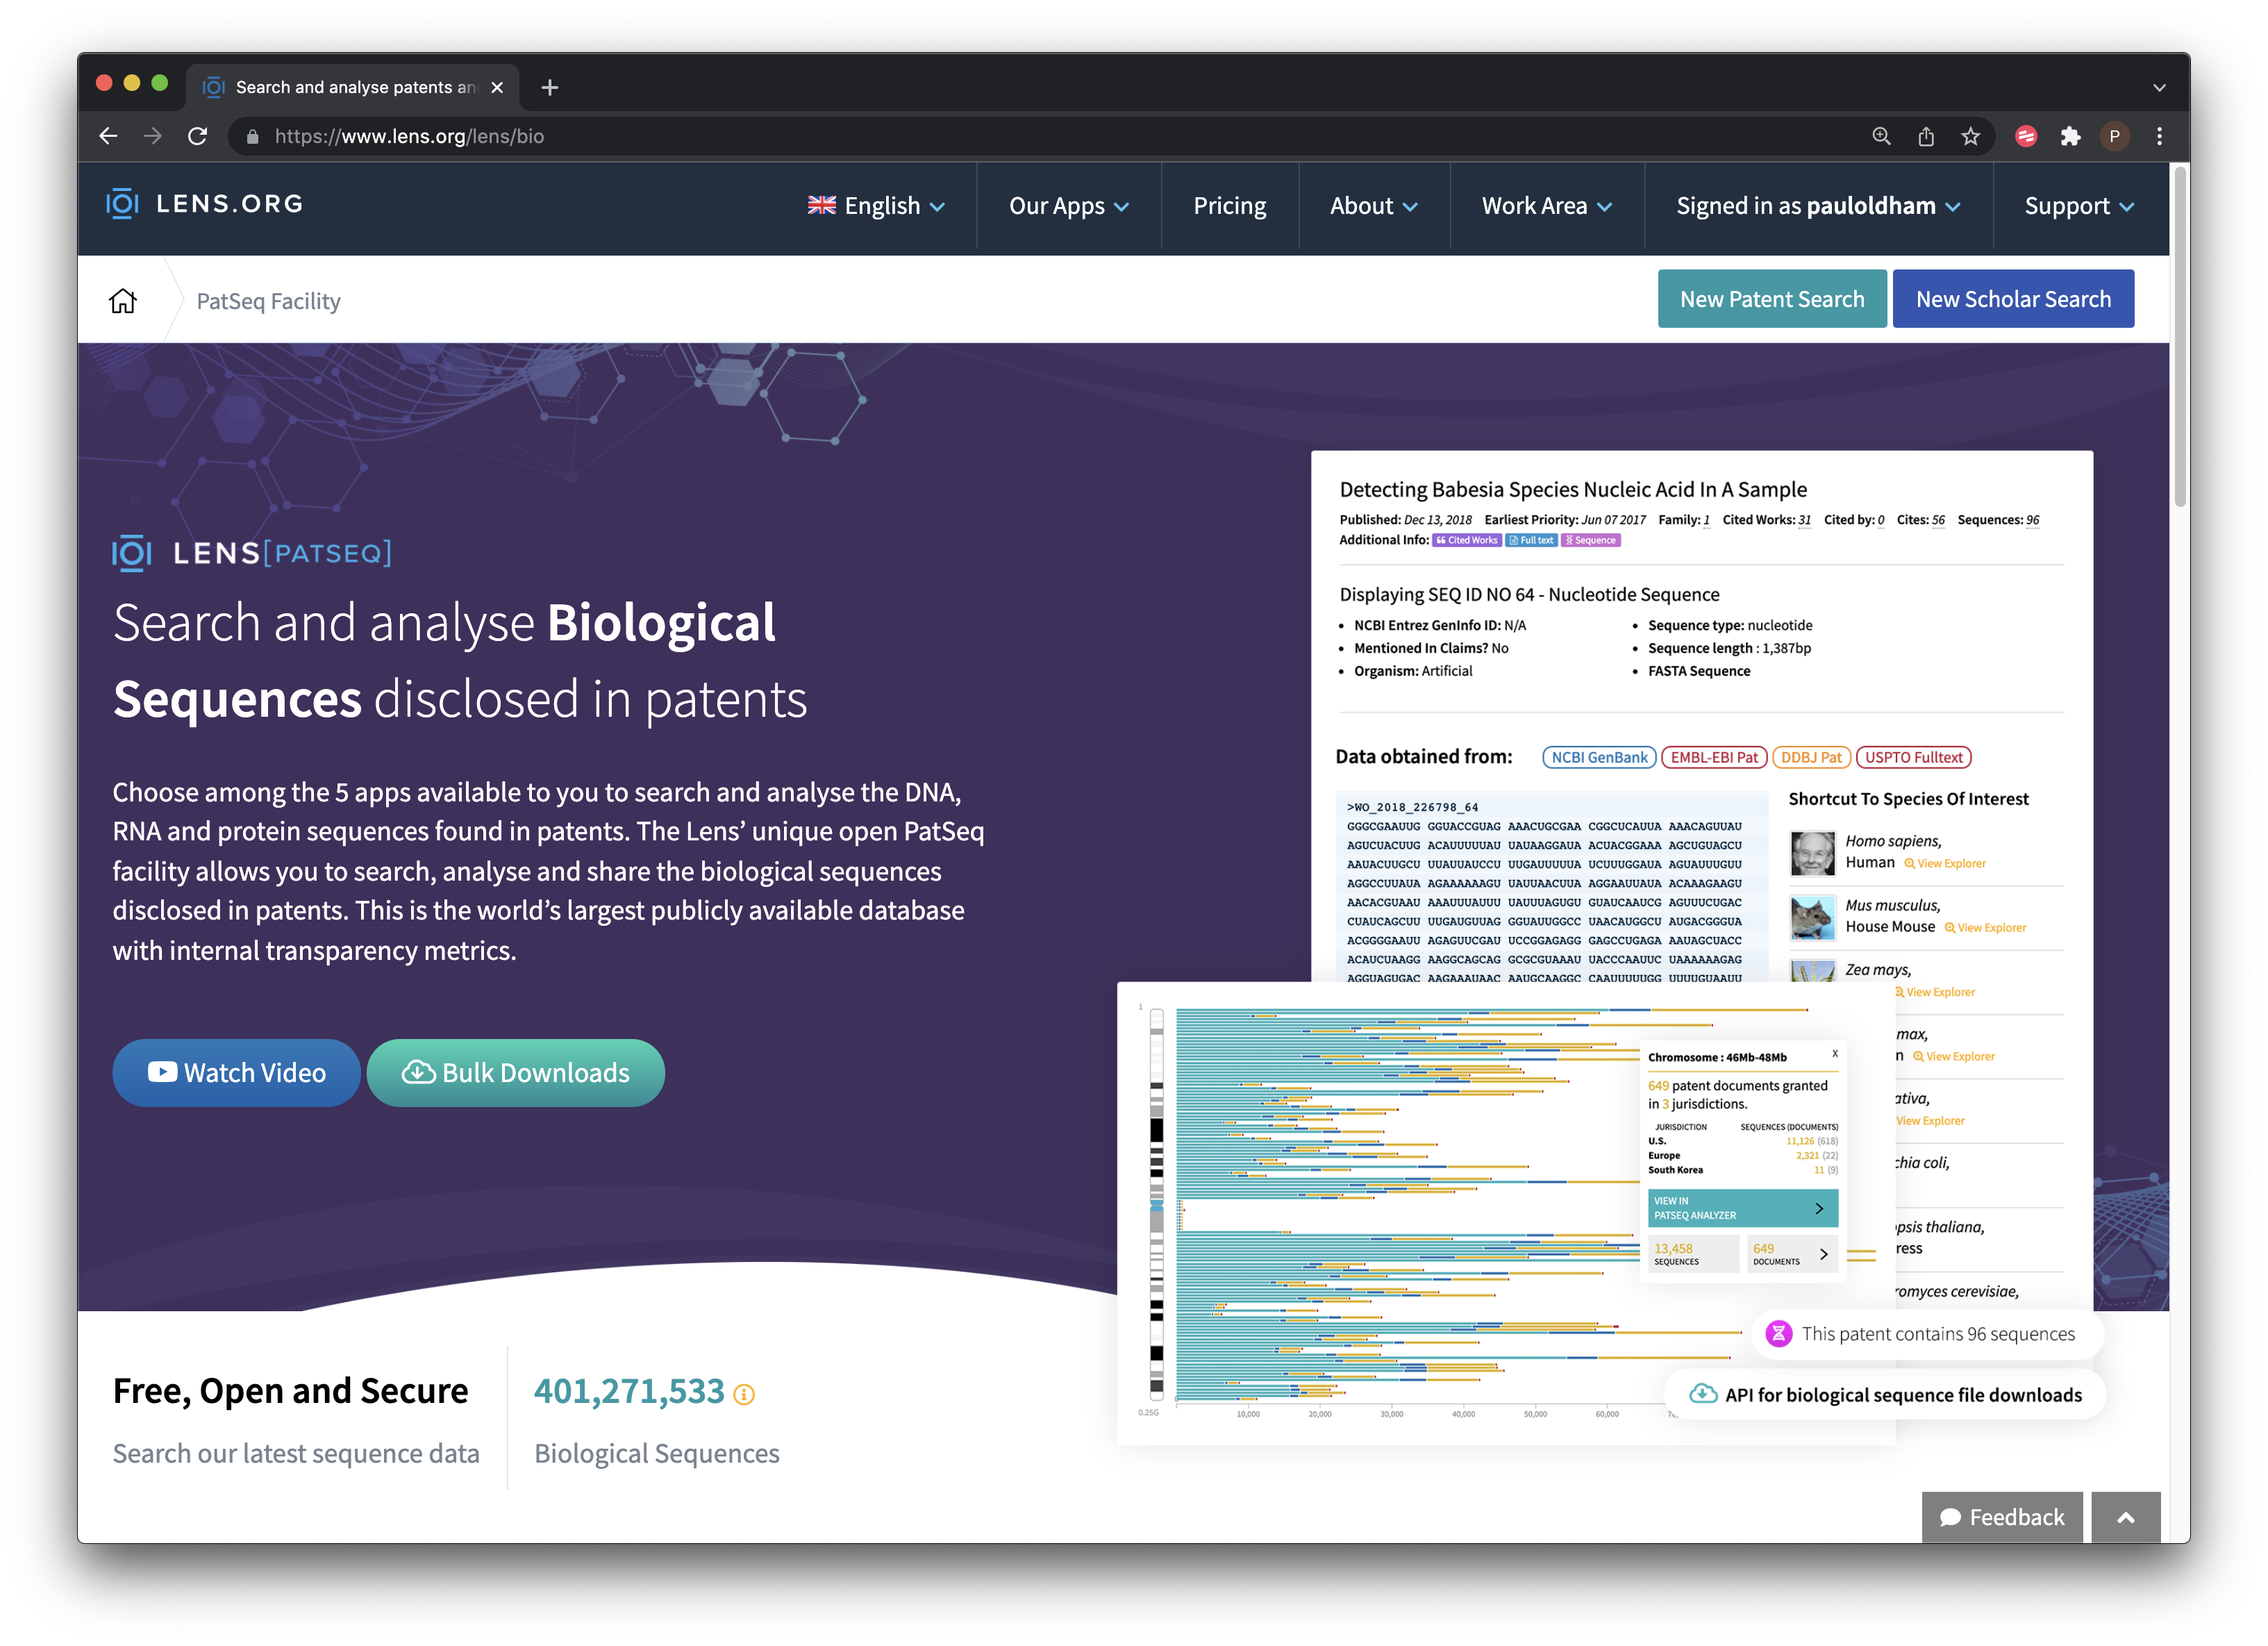 Search and analyse patents an
https://www.lens.org/lens/bio
P
LENS.ORG
English
Our Apps
Pricing
About
Work Area
Signed in as pauloldham
Support
PatSeq Facility
New Patent Search
New Scholar Search
LENS[PATSEQ]
Search and analyse Biological
Sequences disclosed in patents
Choose among the 5 apps available to you to search and analyse the DNA,
RNA and protein sequences found in patents. The Lens’ unique open PatSeq
facility allows you to search, analyse and share the biological sequences
disclosed in patents. This is the world’s largest publicly available database
with internal transparency metrics.
Watch Video
Bulk Downloads
Detecting Babesia Species Nucleic Acid In A Sample
Published: Dec 13, 2018 Earliest Priority: Jun 07 2017 Family: 1 Cited Works: 31 Cited by: 0 Cites: 56 Sequences: 96
Additional Info: Cited Works Full text Sequence
Displaying SEQ ID NO 64 - Nucleotide Sequence
• NCBI Entrez GenInfo ID: N/A
• Mentioned In Claims? No
• Organism: Artificial
• Sequence type: nucleotide
• Sequence length : 1,387bp
• FASTA Sequence
Data obtained from: NCBI GenBank EMBL-EBI Pat DDBJ Pat USPTO Fulltext
>WO_2018_226798_64
GGGCGAAUUG GGUACCGUAG AAACUGCGAA CGGCUCAUUA AAACAGUUAU
AGUCUACUUG ACAUUUUUAU UAUAAGGAUA ACUACGGAAA AGCUGUAGCU
AAUACUUGCU UUAUUAUCCU UUGAUUUUUA UCUUUGGAUA AGUAUUUGUU
AGGCCUUAUA AGAAAAAAGU UAUUAACUUA AGGAAUUAUA ACAAAGAAGU
AACACGUAAU AAAUUUAUUU UAUUUAGUGU GUAUCAAUCG AGUUUCUGAC
CUAUCAGCUU UUGAUGUUAG GGUAUUGGCC UAACAUGGCU AUGACGGGUA
ACGGGGAAUU AGAGUUCGAU UCCGGAGAGG GAGCCUGAGA AAUAGCUACC
ACAUCUAAGG AAGGCAGCAG GCGCGUAAAU UACCCAAUUC UAAAAAAGAG
AGGUAGUGAC AAGAAAUAAC AAUGCAAGGC CAAUUUUUGG UUUUGUAAUU
Shortcut To Species Of Interest
Homo sapiens,
Human View Explorer
Mus musculus,
House Mouse View Explorer
Zea mays,
View Explorer
max,
n View Explorer
ativa,
View Explorer
chia coli,
psis thaliana,
ress
romyces cerevisiae,
1
0.25G
0
10,000
20,000
30,000
40,000
50,000
60,000
Chromosome : 46Mb-48Mb
X
649 patent documents granted
in 3 jurisdictions.
JURISDICTION SEQUENCES (DOCUMENTS)
U.S. 11,126 (618)
Europe 2,321 (22)
South Korea 11 (9)
VIEW IN
PATSEQ ANALYZER
13,458
SEQUENCES
649
DOCUMENTS
This patent contains 96 sequences
API for biological sequence file downloads
Free, Open and Secure
Search our latest sequence data
401,271,533
Biological Sequences
Feedback